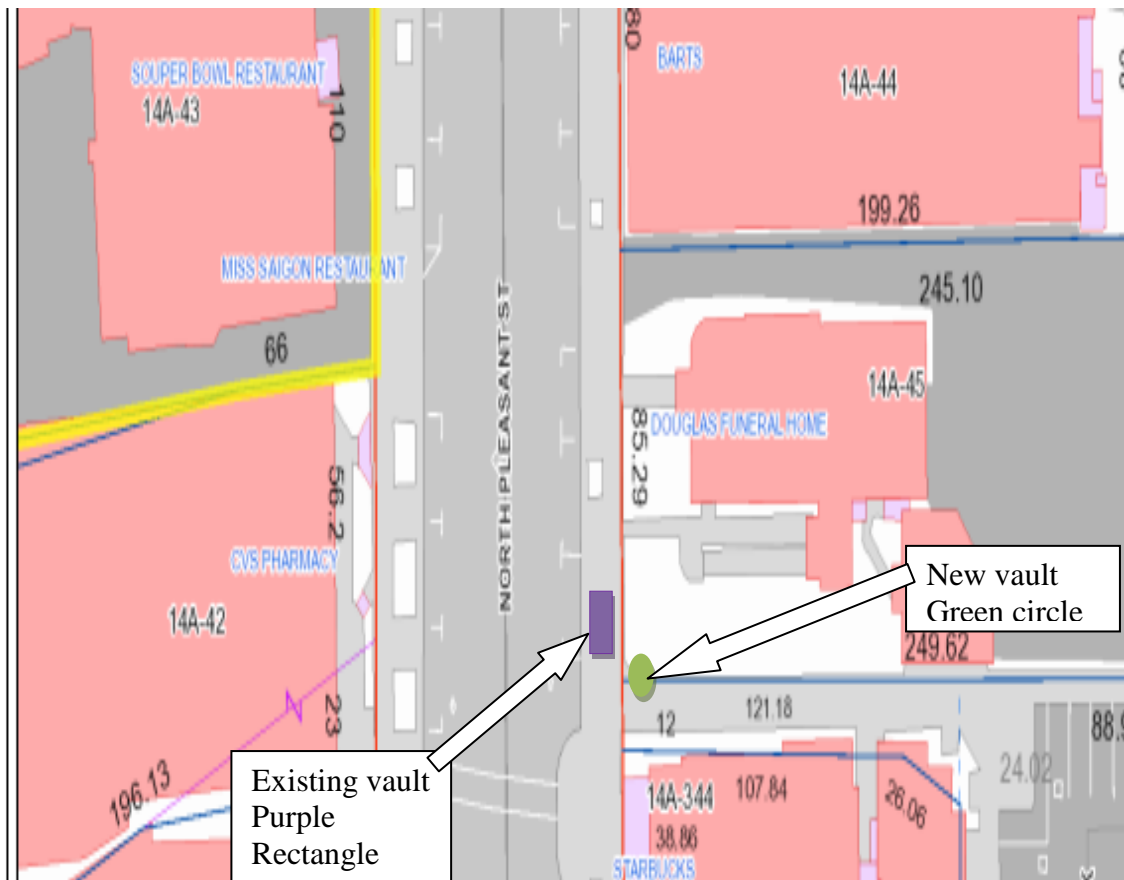 80
BARTS
SOUPER BOWL RESTAURANT
14A-43
110
14A-44
199.26
MISS SAIGON RESTAURANT
245.10
66
NORTH PLEASANT ST
14A-45
85.29
DOUGLAS FUNERAL HOME
56.2
CVS PHARMACY
14A-42
New vault
Green circle
249.62
Z
23
12
121.18
88.9
24.02
196.13
Existing vault
Purple
Rectangle
14A-344
107.84
26.06
38.86
STARBUCKS